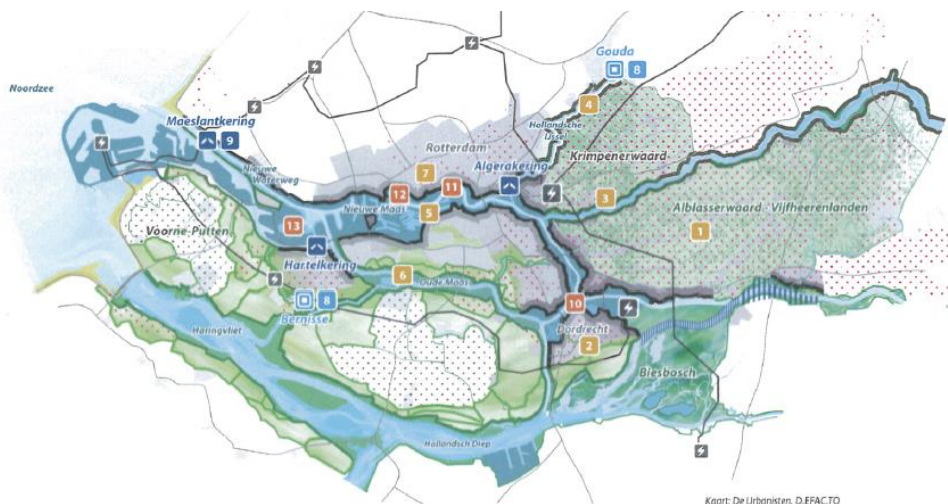 Gouda
8
Noordzee
4
Maeslantkering
9
Hollandsche
IJssel
Rotterdam
Krimpenerwaard
Algerakering
7
Nieuwe
Waterweg
11
12
3
Nieuwe Maas
5
13
Voorne-Putten
Alblasserwaard - Vijfheerenlanden
1
Hartelkering
6
Oude Maas
8
Bernisse
10
Haringvliet
Dordrecht
2
Biesbosch
Hollandsch Diep
Kaart: De Urbanisten, D.EFAC.TO